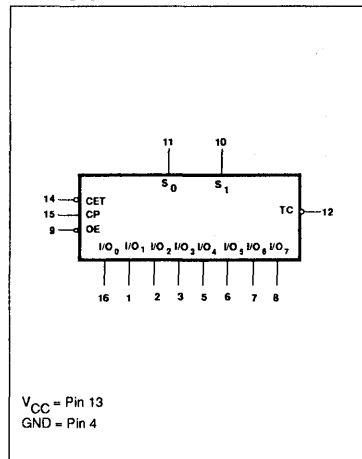 11 10
S0 S1
14 CET
15 CP TC 12
9 OE
I/O0 I/O1 I/O2 I/O3 I/O4 I/O5 I/O6 I/O7
16 1 2 3 5 6 7 8
VCC = Pin 13
GND = Pin 4